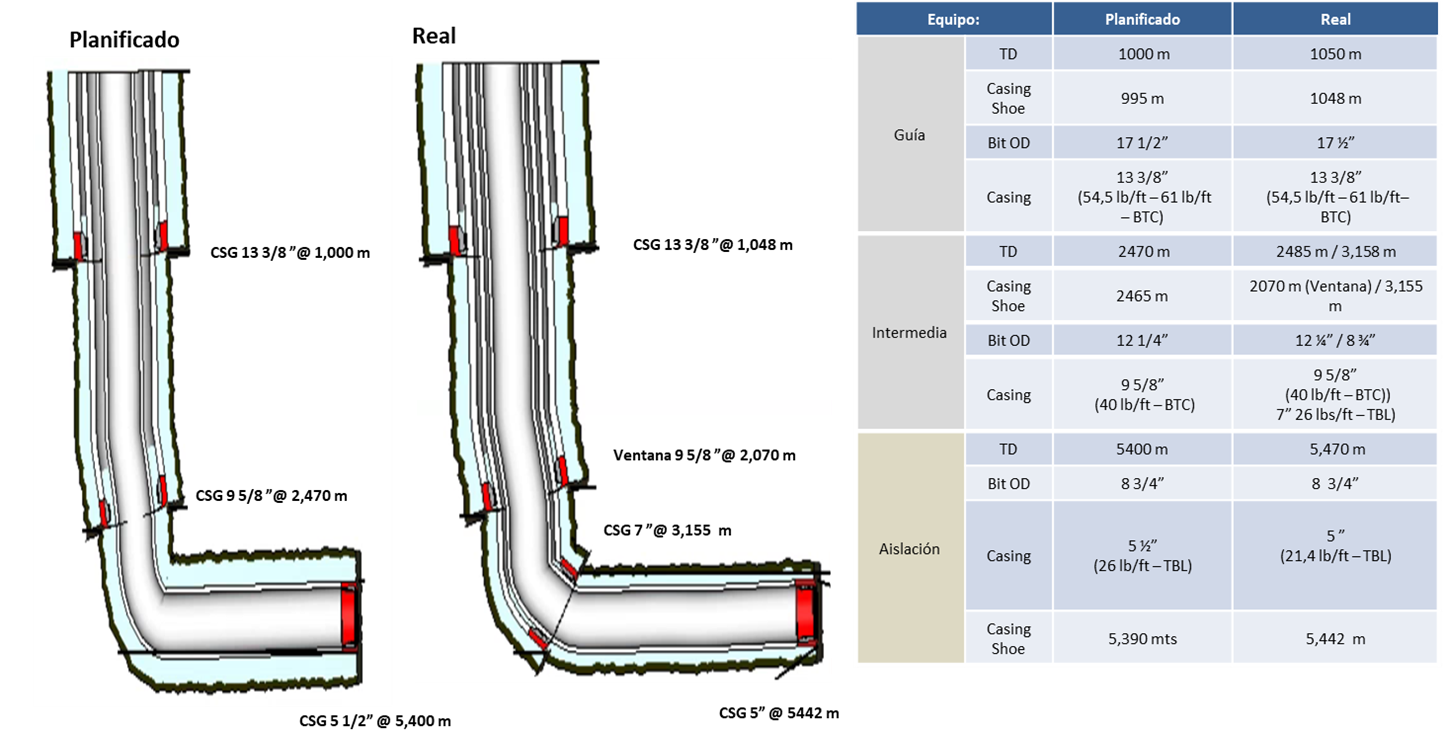 Planificado
CSG 13 3/8 ”@ 1,000 m
CSG 9 5/8 ”@ 2,470 m
CSG 5 1/2” @ 5,400 m
Real
CSG 13 3/8 ”@ 1,048 m
Ventana 9 5/8 ”@ 2,070 m
CSG 7 ”@ 3,155 m
CSG 5” @ 5442 m
Equipo: Planificado Real
Guía
TD 1000 m 1050 m
Casing
Shoe 995 m 1048 m
Bit OD 17 1/2” 17 ½”
Casing
13 3/8”
(54,5 lb/ft – 61 lb/ft
– BTC)
13 3/8”
(54,5 lb/ft – 61 lb/ft–
BTC)
Intermedia
TD 2470 m 2485 m / 3,158 m
Casing
Shoe
2465 m
2070 m (Ventana) / 3,155
m
Bit OD 12 1/4” 12 ¼” / 8 ¾”
Casing
9 5/8”
(40 lb/ft – BTC)
9 5/8”
(40 lb/ft – BTC))
7” 26 lbs/ft – TBL)
Aislación
TD 5400 m 5,470 m
Bit OD 8 3/4” 8 3/4”
Casing
5 ½”
(26 lb/ft – TBL)
5 ”
(21,4 lb/ft – TBL)
Casing
Shoe
5,390 mts
5,442 m